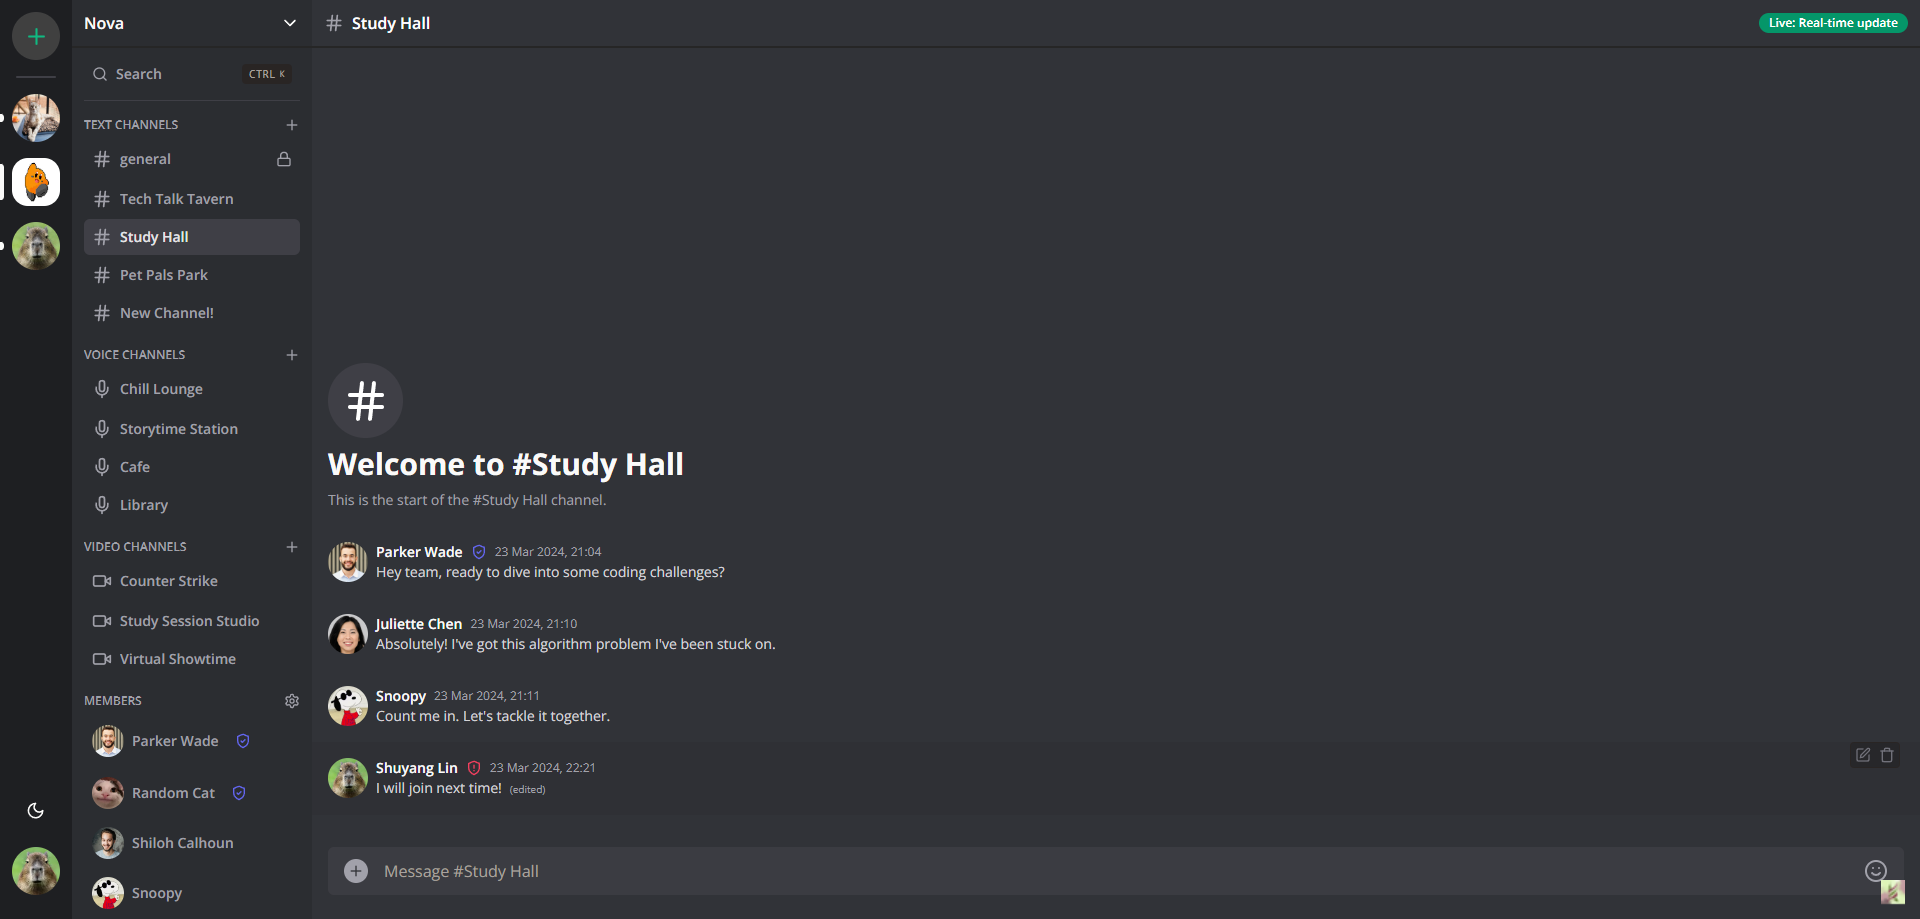 Nova
Study Hall
Live: Real-time update
Search
CTRL K
TEXT CHANNELS
general
Tech Talk Tavern
Study Hall
Pet Pals Park
New Channel!
VOICE CHANNELS
Chill Lounge
Storytime Station
Cafe
Library
VIDEO CHANNELS
Counter Strike
Study Session Studio
Virtual Showtime
MEMBERS
Parker Wade
Random Cat
Shiloh Calhoun
Snoopy
Welcome to #Study Hall
This is the start of the #Study Hall channel.
Parker Wade 23 Mar 2024, 21:04
Hey team, ready to dive into some coding challenges?
Juliette Chen 23 Mar 2024, 21:10
Absolutely! I've got this algorithm problem I've been stuck on.
Snoopy 23 Mar 2024, 21:11
Count me in. Let's tackle it together.
Shuyang Lin 23 Mar 2024, 22:21
I will join next time! (edited)
Message #Study Hall